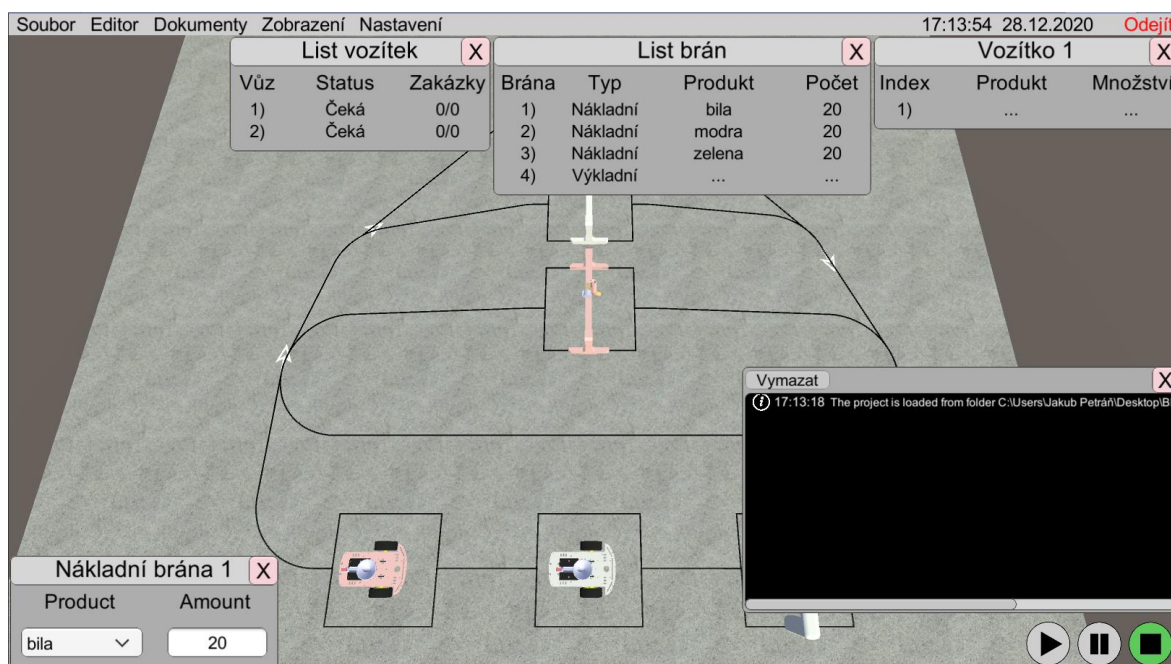 Soubor Editor Dokumenty Zobrazení Nastavení 17:13:54 28.12.2020 Odejít
List vozítek X
Vůz Status Zakázky
1) Čeká 0/0
2) Čeká 0/0
List brán X
Brána Typ Produkt Počet
1) Nákladní bila 20
2) Nákladní modra 20
3) Nákladní zelena 20
4) Výkladní ... ...
Vozítko 1 X
Index Produkt Množství
1) ... ...
Vymazat X
17:13:18 The project is loaded from folder C:\Users\Jakub Petráň\Desktop\B
Nákladní brána 1 X
Product Amount
bila 20